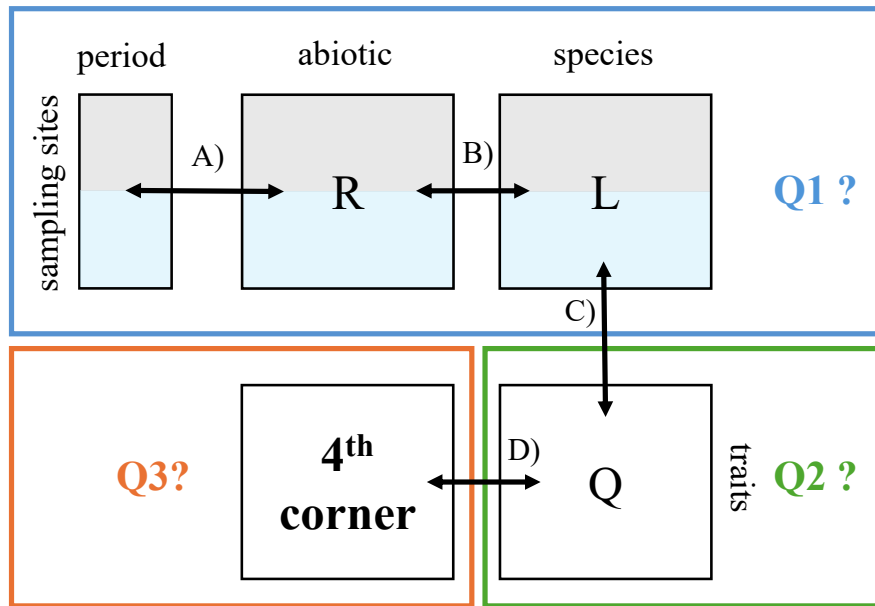 period
abiotic
species
sampling sites
A)
B)
R
L
Q1 ?
C)
4th
corner
D)
Q
traits
Q3?
Q2 ?